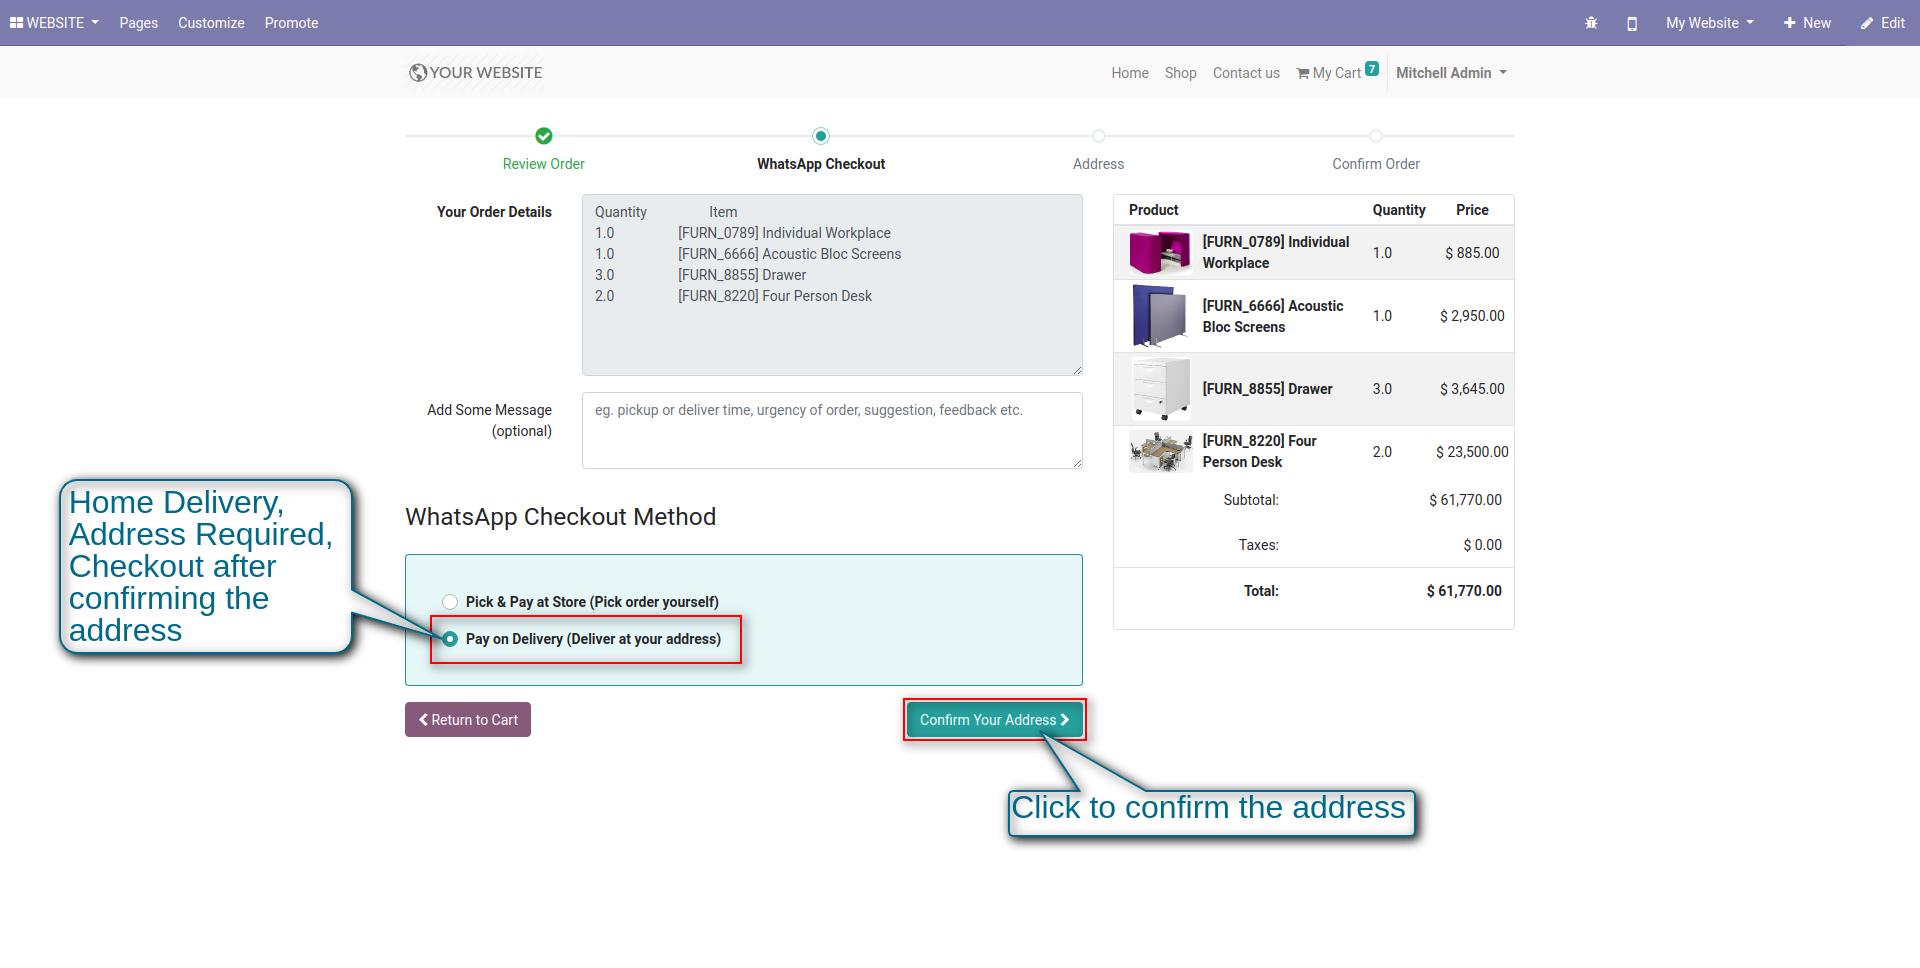 WEBSITE Pages Customize Promote My Website New Edit
YOUR WEBSITE Home Shop Contact us My Cart 7 Mitchell Admin
Review Order WhatsApp Checkout Address Confirm Order
Your Order Details
Quantity Item
1.0 [FURN_0789] Individual Workplace
1.0 [FURN_6666] Acoustic Bloc Screens
3.0 [FURN_8855] Drawer
2.0 [FURN_8220] Four Person Desk
Add Some Message
(optional)
eg. pickup or deliver time, urgency of order, suggestion, feedback etc.
Product Quantity Price
[FURN_0789] Individual
Workplace
1.0 $ 885.00
[FURN_6666] Acoustic
Bloc Screens
1.0 $ 2,950.00
[FURN_8855] Drawer 3.0 $ 3,645.00
[FURN_8220] Four
Person Desk
2.0 $ 23,500.00
Subtotal: $ 61,770.00
Taxes: $ 0.00
Total: $ 61,770.00
WhatsApp Checkout Method
Pick & Pay at Store (Pick order yourself)
Pay on Delivery (Deliver at your address)
Home Delivery,
Address Required,
Checkout after
confirming the
address
Return to Cart Confirm Your Address
Click to confirm the address